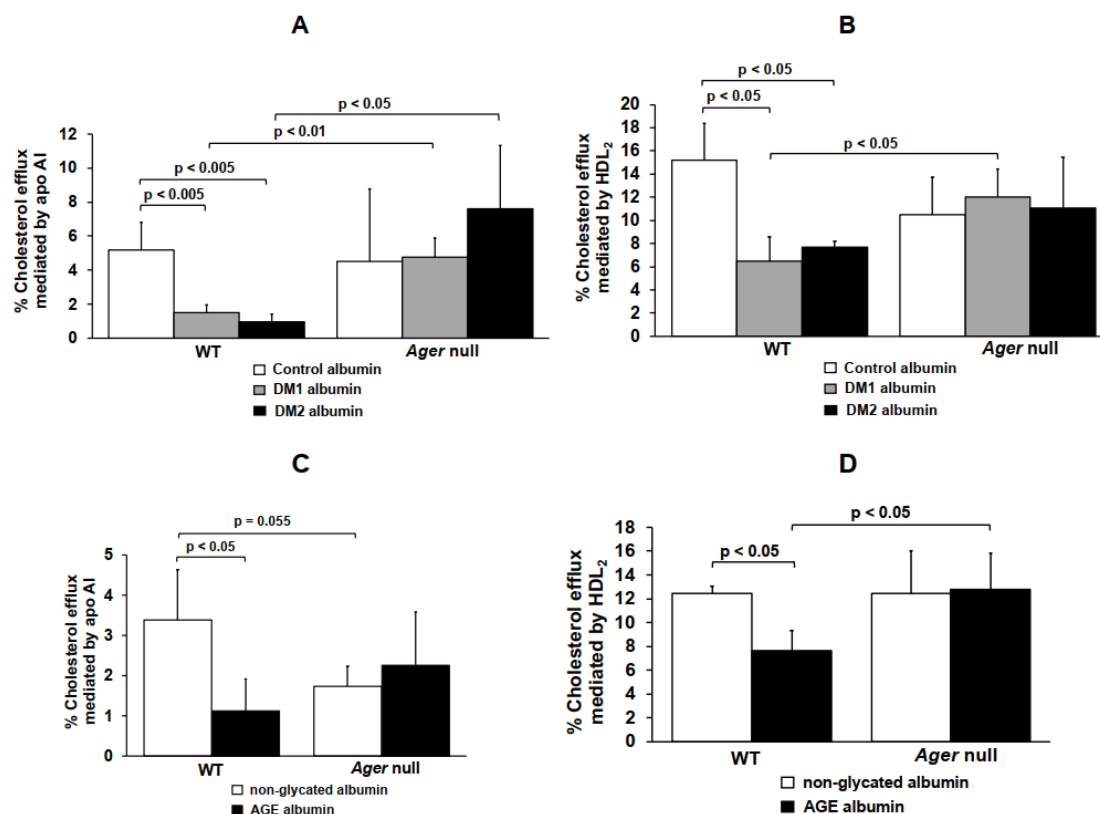 A
p < 0.05
p < 0.01
p < 0.005
p < 0.005
% Cholesterol efflux
mediated by apo AI
12
10
8
6
4
2
0
WT
Ager null
Control albumin
DM1 albumin
DM2 albumin
B
p < 0.05
p < 0.05
p < 0.05
% Cholesterol efflux
mediated by HDL₂
20
18
16
14
12
10
8
6
4
2
0
WT
Ager null
Control albumin
DM1 albumin
DM2 albumin
C
p = 0.055
p < 0.05
% Cholesterol efflux
mediated by apo AI
5
4
3
2
1
0
WT
Ager null
non-glycated albumin
AGE albumin
D
p < 0.05
p < 0.05
% Cholesterol efflux
mediated by HDL₂
18
16
14
12
10
8
6
4
2
0
WT
Ager null
non-glycated albumin
AGE albumin